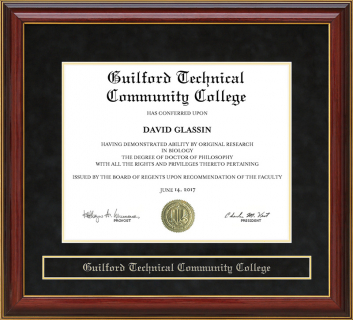 Guilford Technical
Community College
HAS CONFERRED UPON
DAVID GLASSIN
HAVING DEMONSTRATED ABILITY BY ORIGINAL RESEARCH
IN BIOLOGY
THE DEGREE OF DOCTOR OF PHILOSOPHY
WITH ALL THE RIGHTS AND PRIVILEGES THERETO PERTAINING
ISSUED BY THE BOARD OF REGENTS UPON RECOMMENDATION OF THE FACULTY
JUNE 14, 2017
PROVOST
PRESIDENT
Guilford Technical Community College